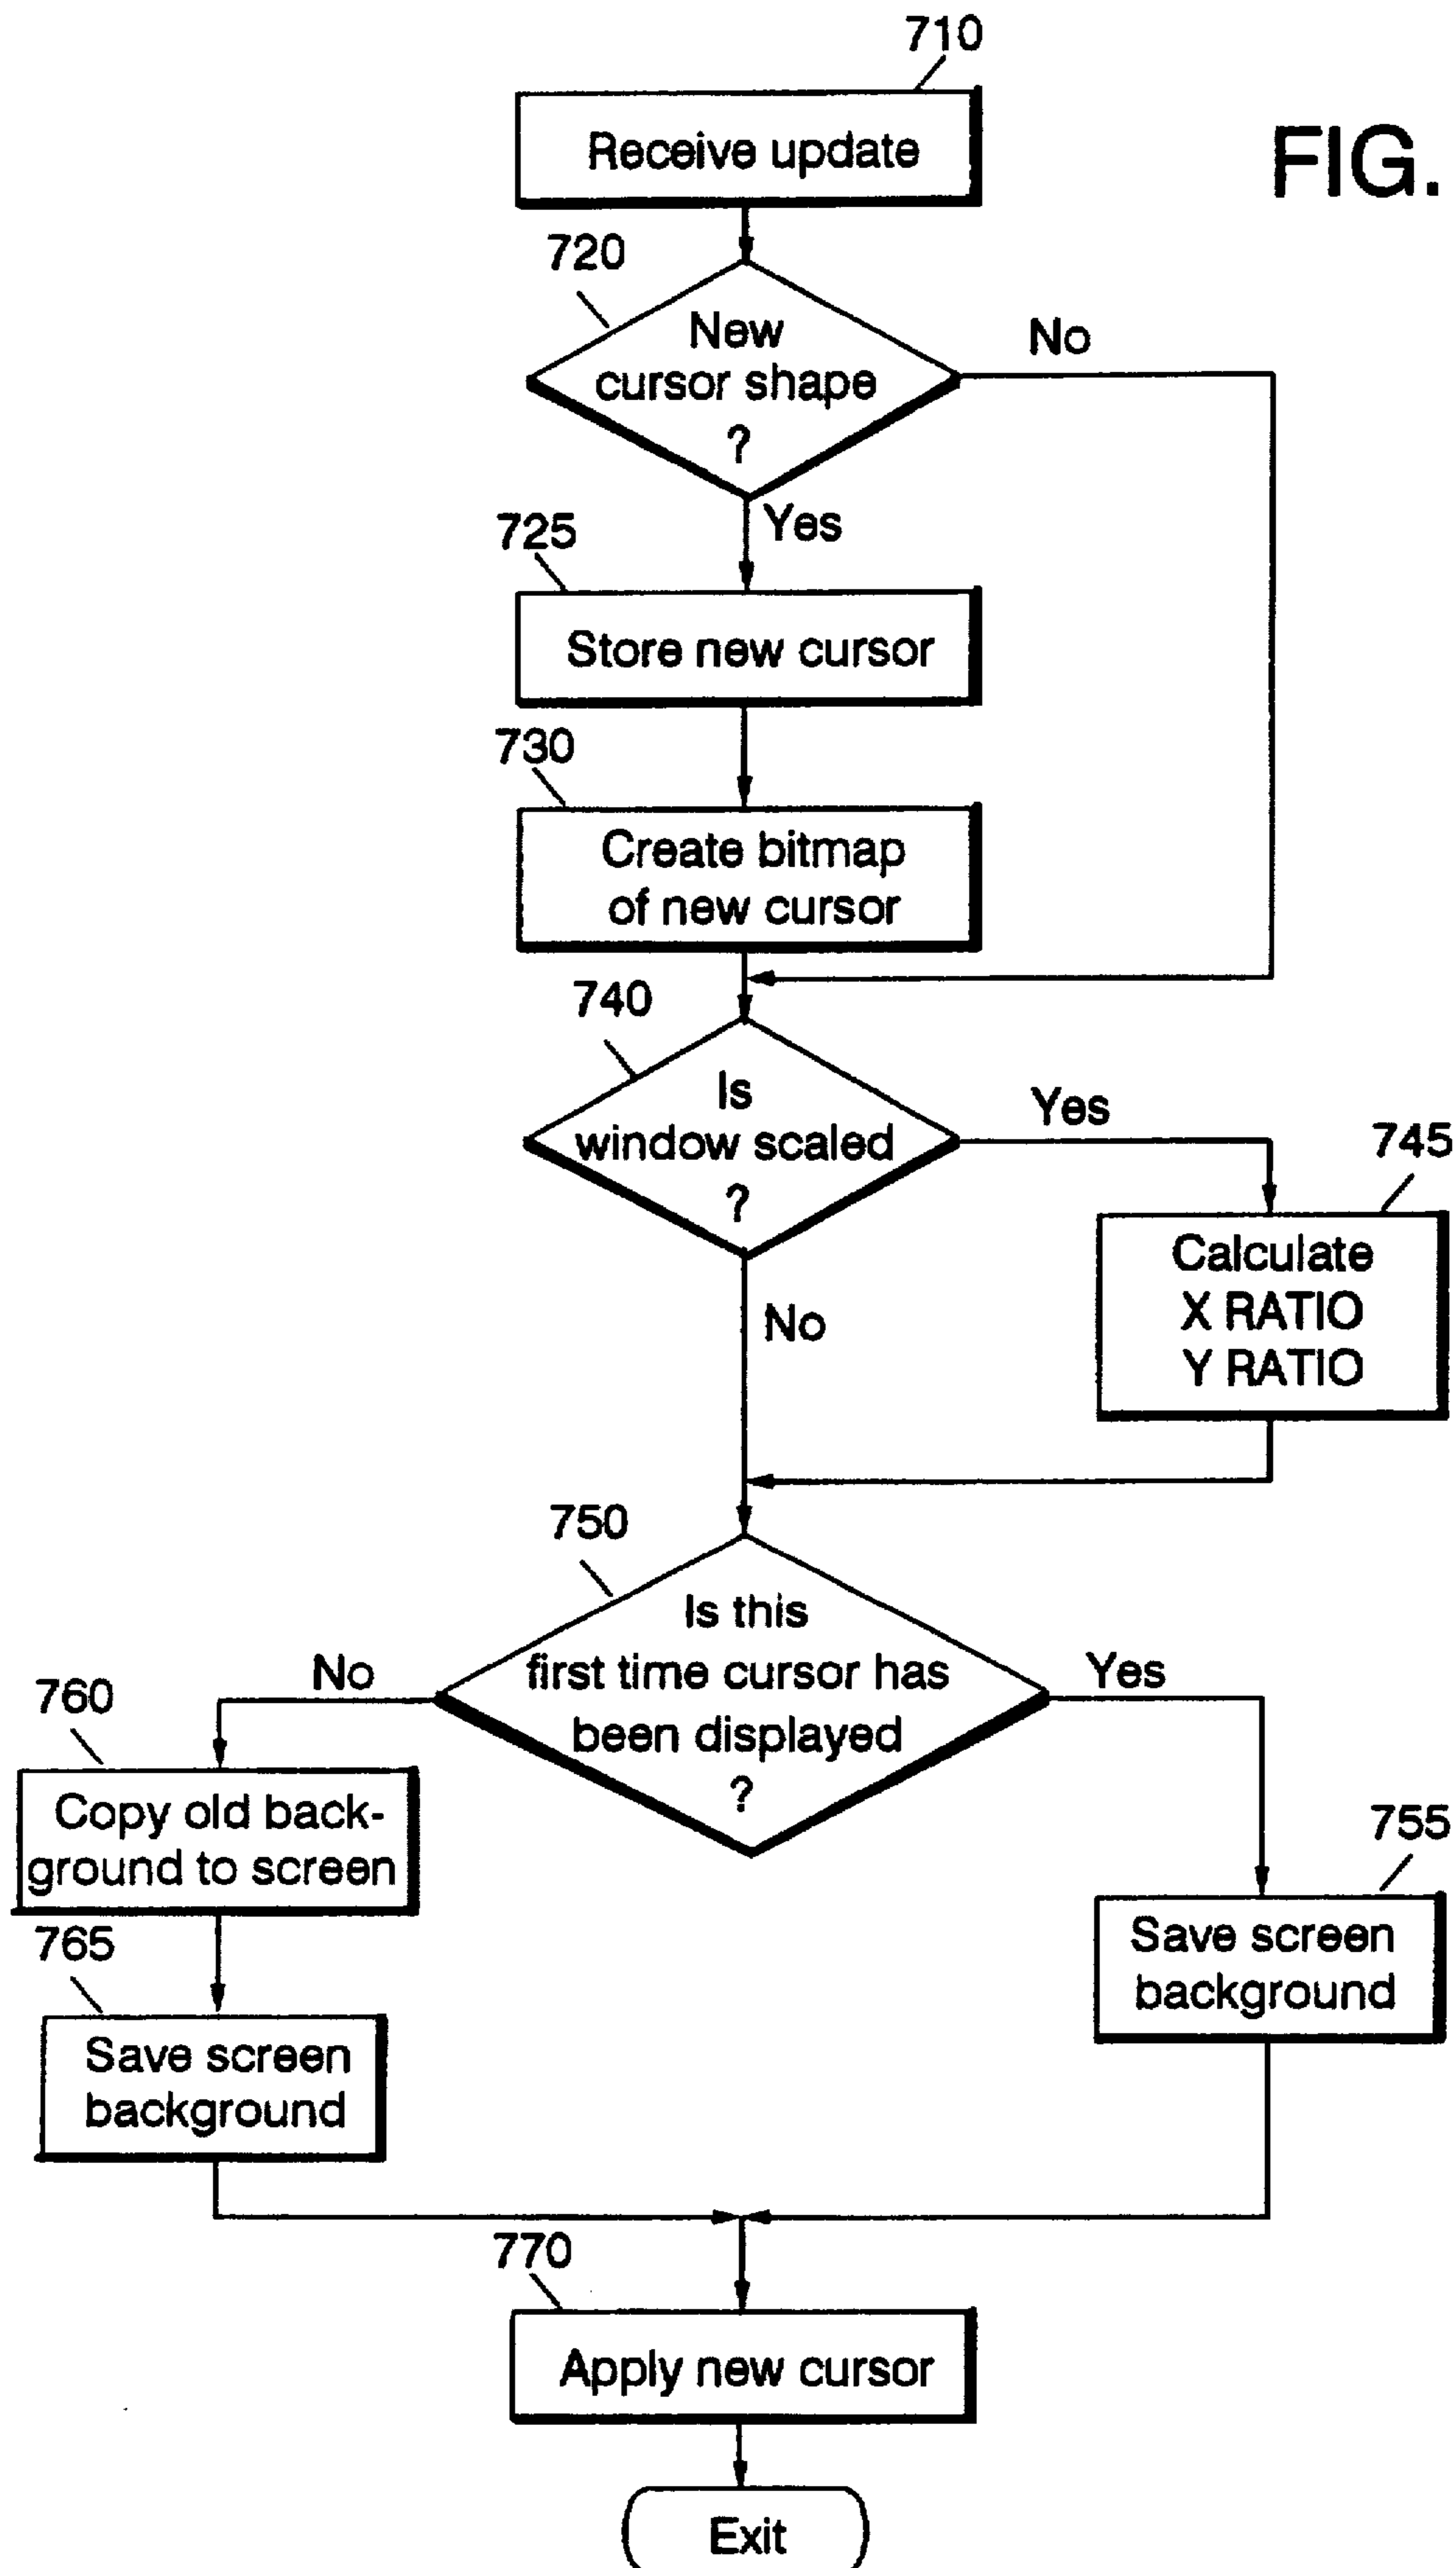 710
Receive update
FIG.
720
New
cursor shape
?
No
Yes
725
Store new cursor
730
Create bitmap
of new cursor
740
Is
window scaled
?
Yes
745
Calculate
X RATIO
Y RATIO
No
750
Is this
first time cursor has
been displayed
?
No
Yes
760
Copy old back-
ground to screen
755
Save screen
background
765
Save screen
background
770
Apply new cursor
Exit